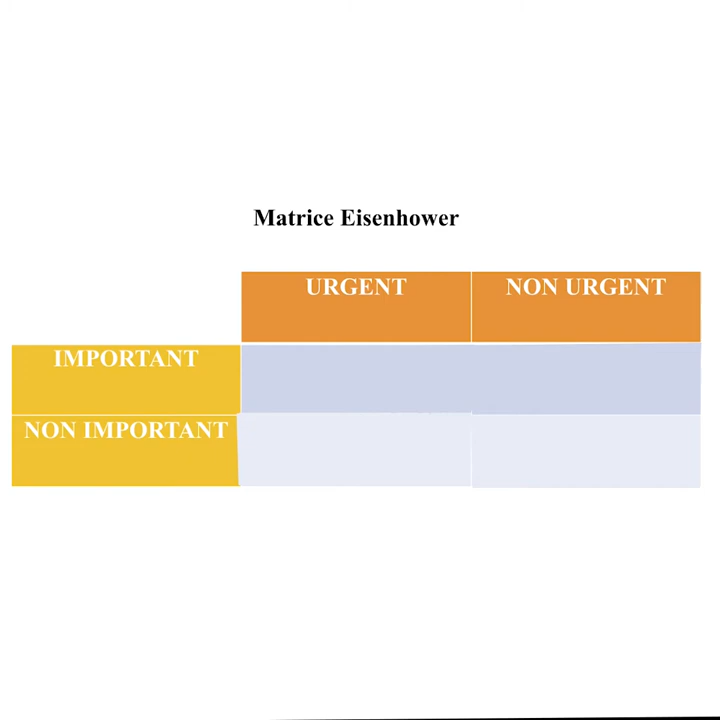 Matrice Eisenhower
URGENT NON URGENT
IMPORTANT
NON IMPORTANT